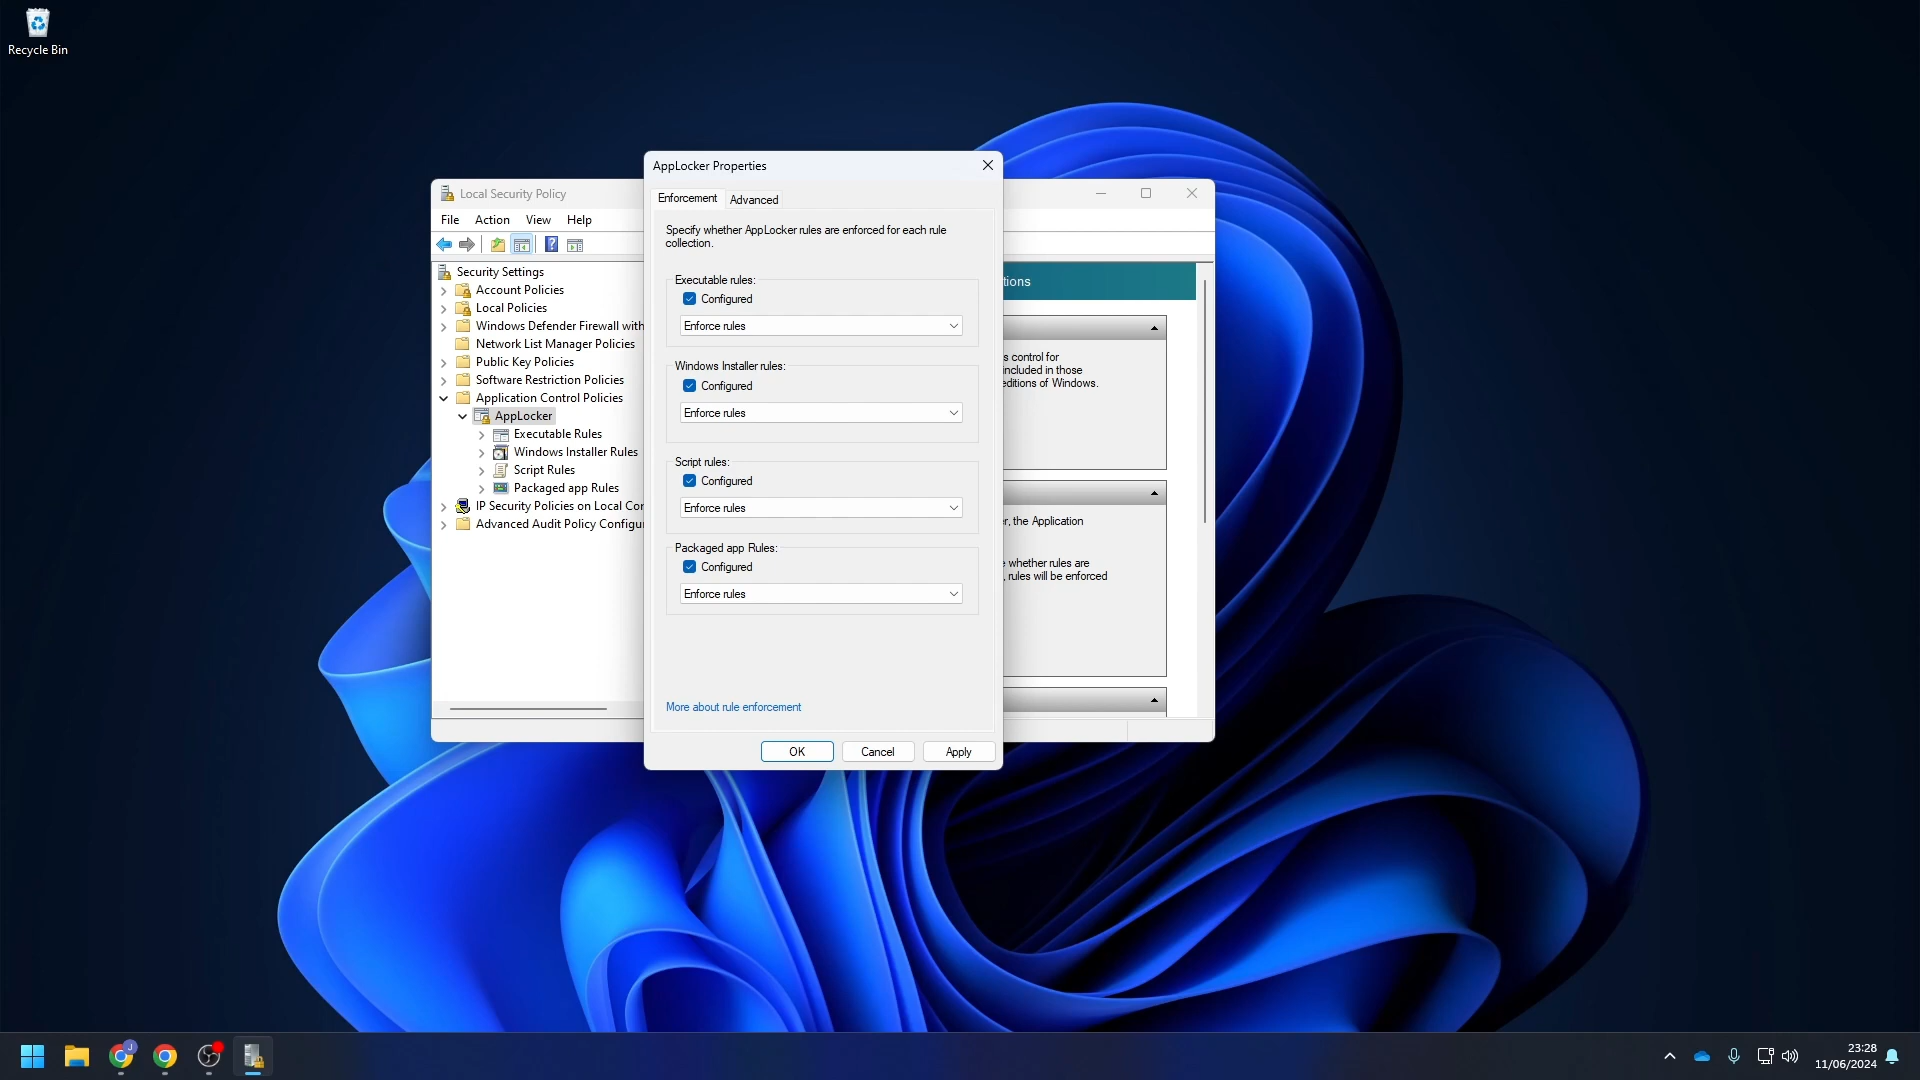 Recycle Bin
Local Security Policy
File Action View Help
Security Settings
Account Policies
Local Policies
Windows Defender Firewall with
Network List Manager Policies
Public Key Policies
Software Restriction Policies
Application Control Policies
AppLocker
Executable Rules
Windows Installer Rules
Script Rules
Packaged app Rules
IP Security Policies on Local Con
Advanced Audit Policy Configu
AppLocker Properties
Enforcement Advanced
Specify whether AppLocker rules are enforced for each rule
collection.
Executable rules:
Configured
Enforce rules
Windows Installer rules:
Configured
Enforce rules
Script rules:
Configured
Enforce rules
Packaged app Rules:
Configured
Enforce rules
More about rule enforcement
OK Cancel Apply
tions
s control for
included in those
editions of Windows.
r, the Application
whether rules are
, rules will be enforced
J
23:28
11/06/2024